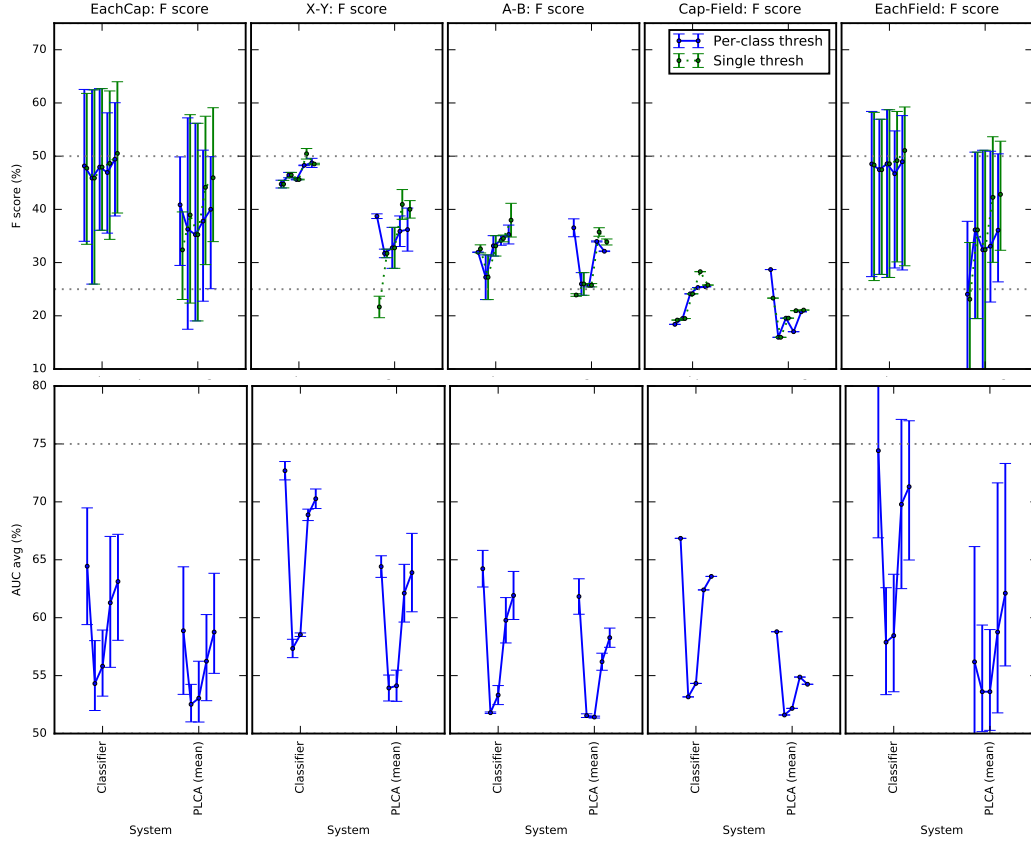 EachCap: F score
X-Y: F score
A-B: F score
Cap-Field: F score
EachField: F score
Per-class thresh
Single thresh
F score (%)
70
60
50
40
30
20
10
AUC avg (%)
80
75
70
65
60
55
50
Classifier
PLCA (mean)
Classifier
PLCA (mean)
Classifier
PLCA (mean)
Classifier
PLCA (mean)
Classifier
PLCA (mean)
System
System
System
System
System